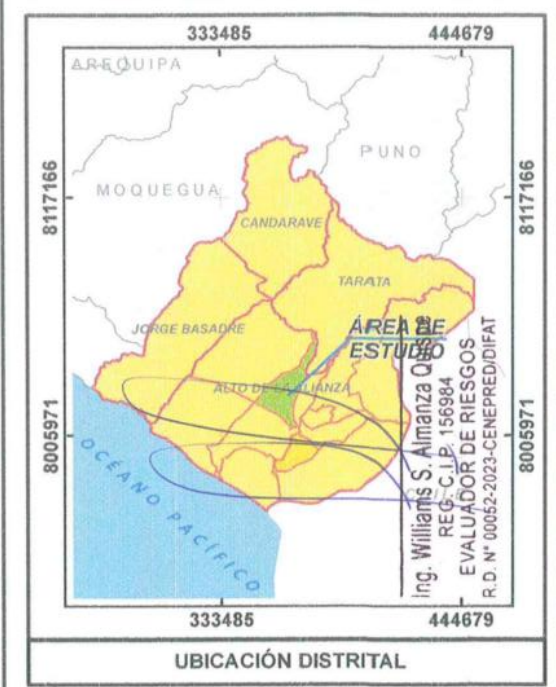 333485 444679
AREQUIPA
PUNO
MOQUEGUA
8117166
8117166
CANDARAVE
TARATA
JORGE BASADRE
ÁREA DE
ESTUDIO
ALTO DE LA ALIANZA
8005971
8005971
OCÉANO PACÍFICO
CHILE
Ing. Williams S. Almanza Quispe
REG. C.I.P. 156984
EVALUADOR DE RIESGOS
R.D. N° 00052-2023-CENEPRED/DIFAT
333485 444679
UBICACIÓN DISTRITAL